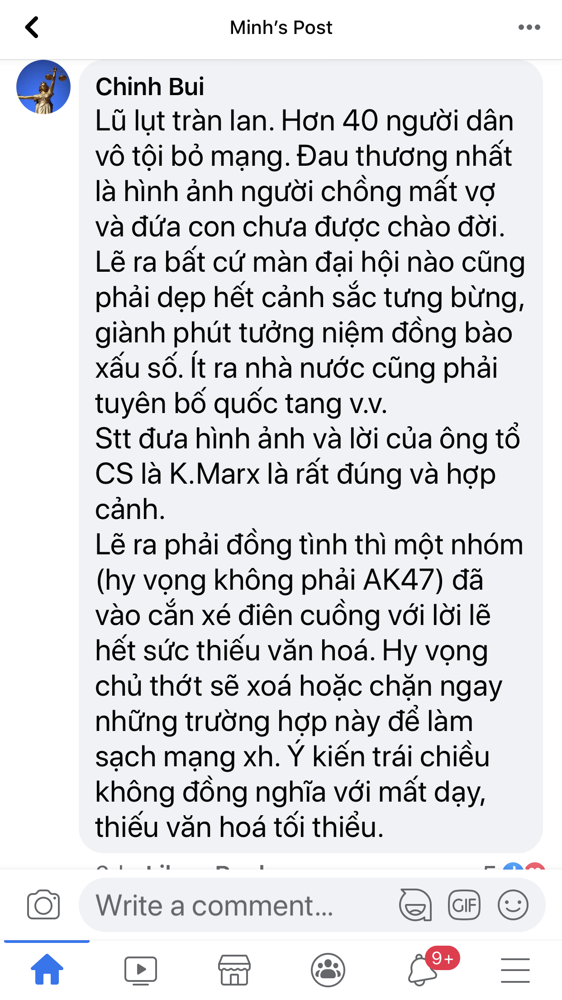 Minh’s Post
Chinh Bui
Lũ lụt tràn lan. Hơn 40 người dân
vô tội bỏ mạng. Đau thương nhất
là hình ảnh người chồng mất vợ
và đứa con chưa được chào đời.
Lẽ ra bất cứ màn đại hội nào cũng
phải dẹp hết cảnh sắc tưng bừng,
giành phút tưởng niệm đồng bào
xấu số. Ít ra nhà nước cũng phải
tuyên bố quốc tang v.v.
Stt đưa hình ảnh và lời của ông tổ
CS là K.Marx là rất đúng và hợp
cảnh.
Lẽ ra phải đồng tình thì một nhóm
(hy vọng không phải AK47) đã
vào cắn xé điên cuồng với lời lẽ
hết sức thiếu văn hoá. Hy vọng
chủ thớt sẽ xoá hoặc chặn ngay
những trường hợp này để làm
sạch mạng xh. Ý kiến trái chiều
không đồng nghĩa với mất dạy,
thiếu văn hoá tối thiểu.
Write a comment...
GIF
9+